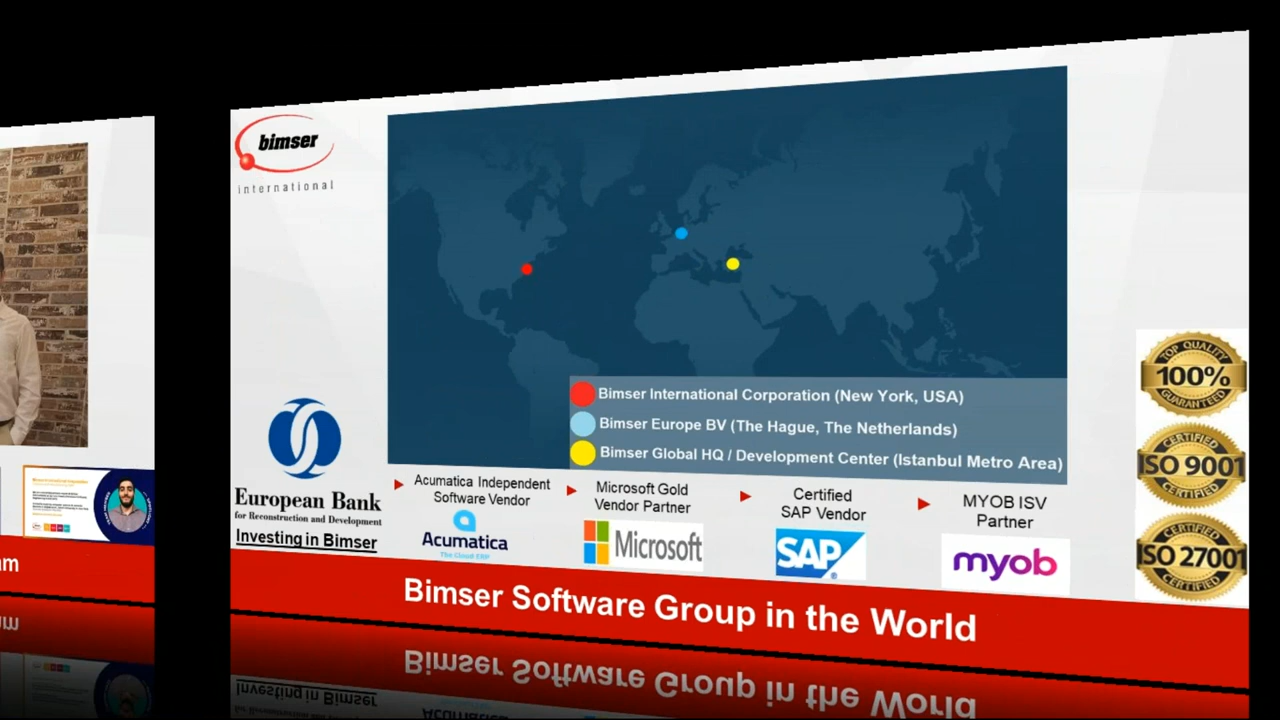 bimser
international
Bimser International Corporation (New York, USA)
Bimser Europe BV (The Hague, The Netherlands)
Bimser Global HQ / Development Center (Istanbul Metro Area)
European Bank
for Reconstruction and Development
Investing in Bimser
Acumatica Independent
Software Vendor
Acumatica
The Cloud ERP
Microsoft Gold
Vendor Partner
Microsoft
Certified
SAP Vendor
SAP
MYOB ISV
Partner
myob
TOP QUALITY
100%
GUARANTEED
CERTIFIED
ISO 9001
CERTIFIED
CERTIFIED
ISO 27001
CERTIFIED
Bimser Software Group in the World